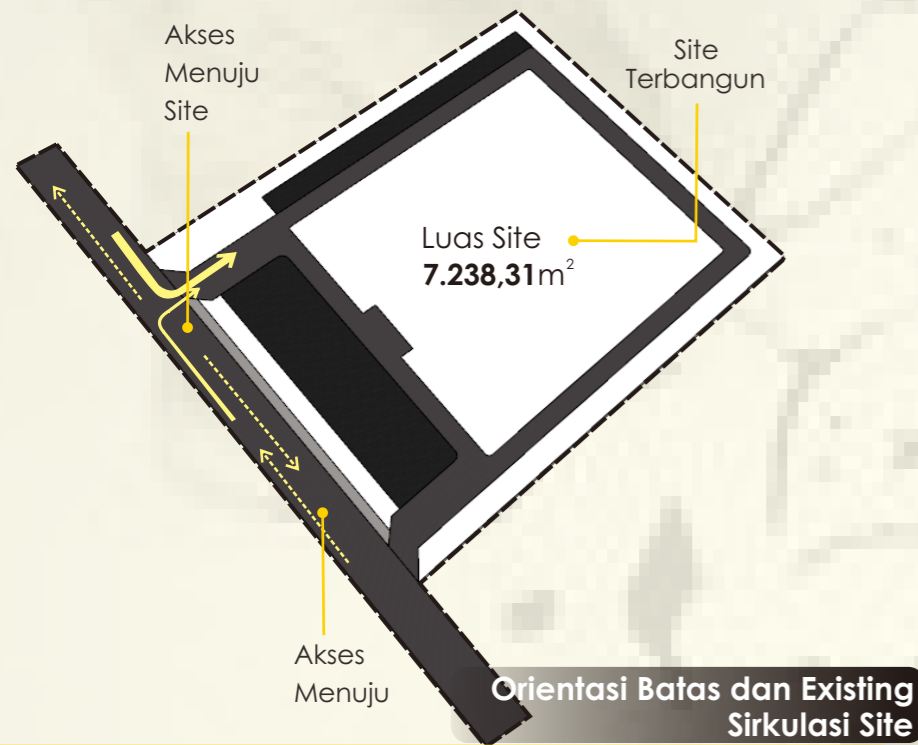 Akses
Menuju
Site
Site
Terbangun
Luas Site
7.238,31m²
Akses
Menuju
Orientasi Batas dan Existing
Sirkulasi Site